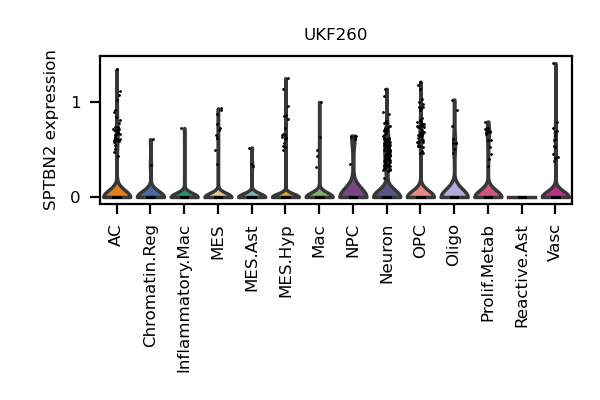 UKF260
SPTBN2 expression
1
0
AC
Chromatin.Reg
Inflammatory.Mac
MES
MES.Ast
MES.Hyp
Mac
NPC
Neuron
OPC
Oligo
Prolif.Metab
Reactive.Ast
Vasc